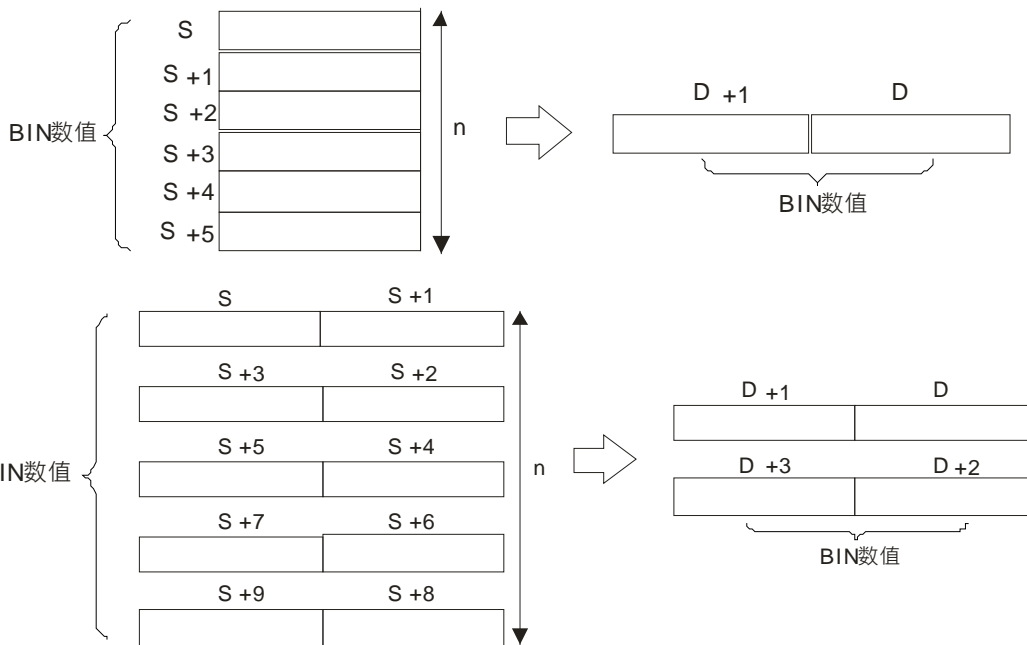 S
S +1
S +2
S +3
S +4
S +5
BIN数值
n
D +1 D
BIN数值
S S +1
S +3 S +2
S +5 S +4
S +7 S +6
S +9 S +8
IN数值
n
D +1 D
D +3 D +2
BIN数值